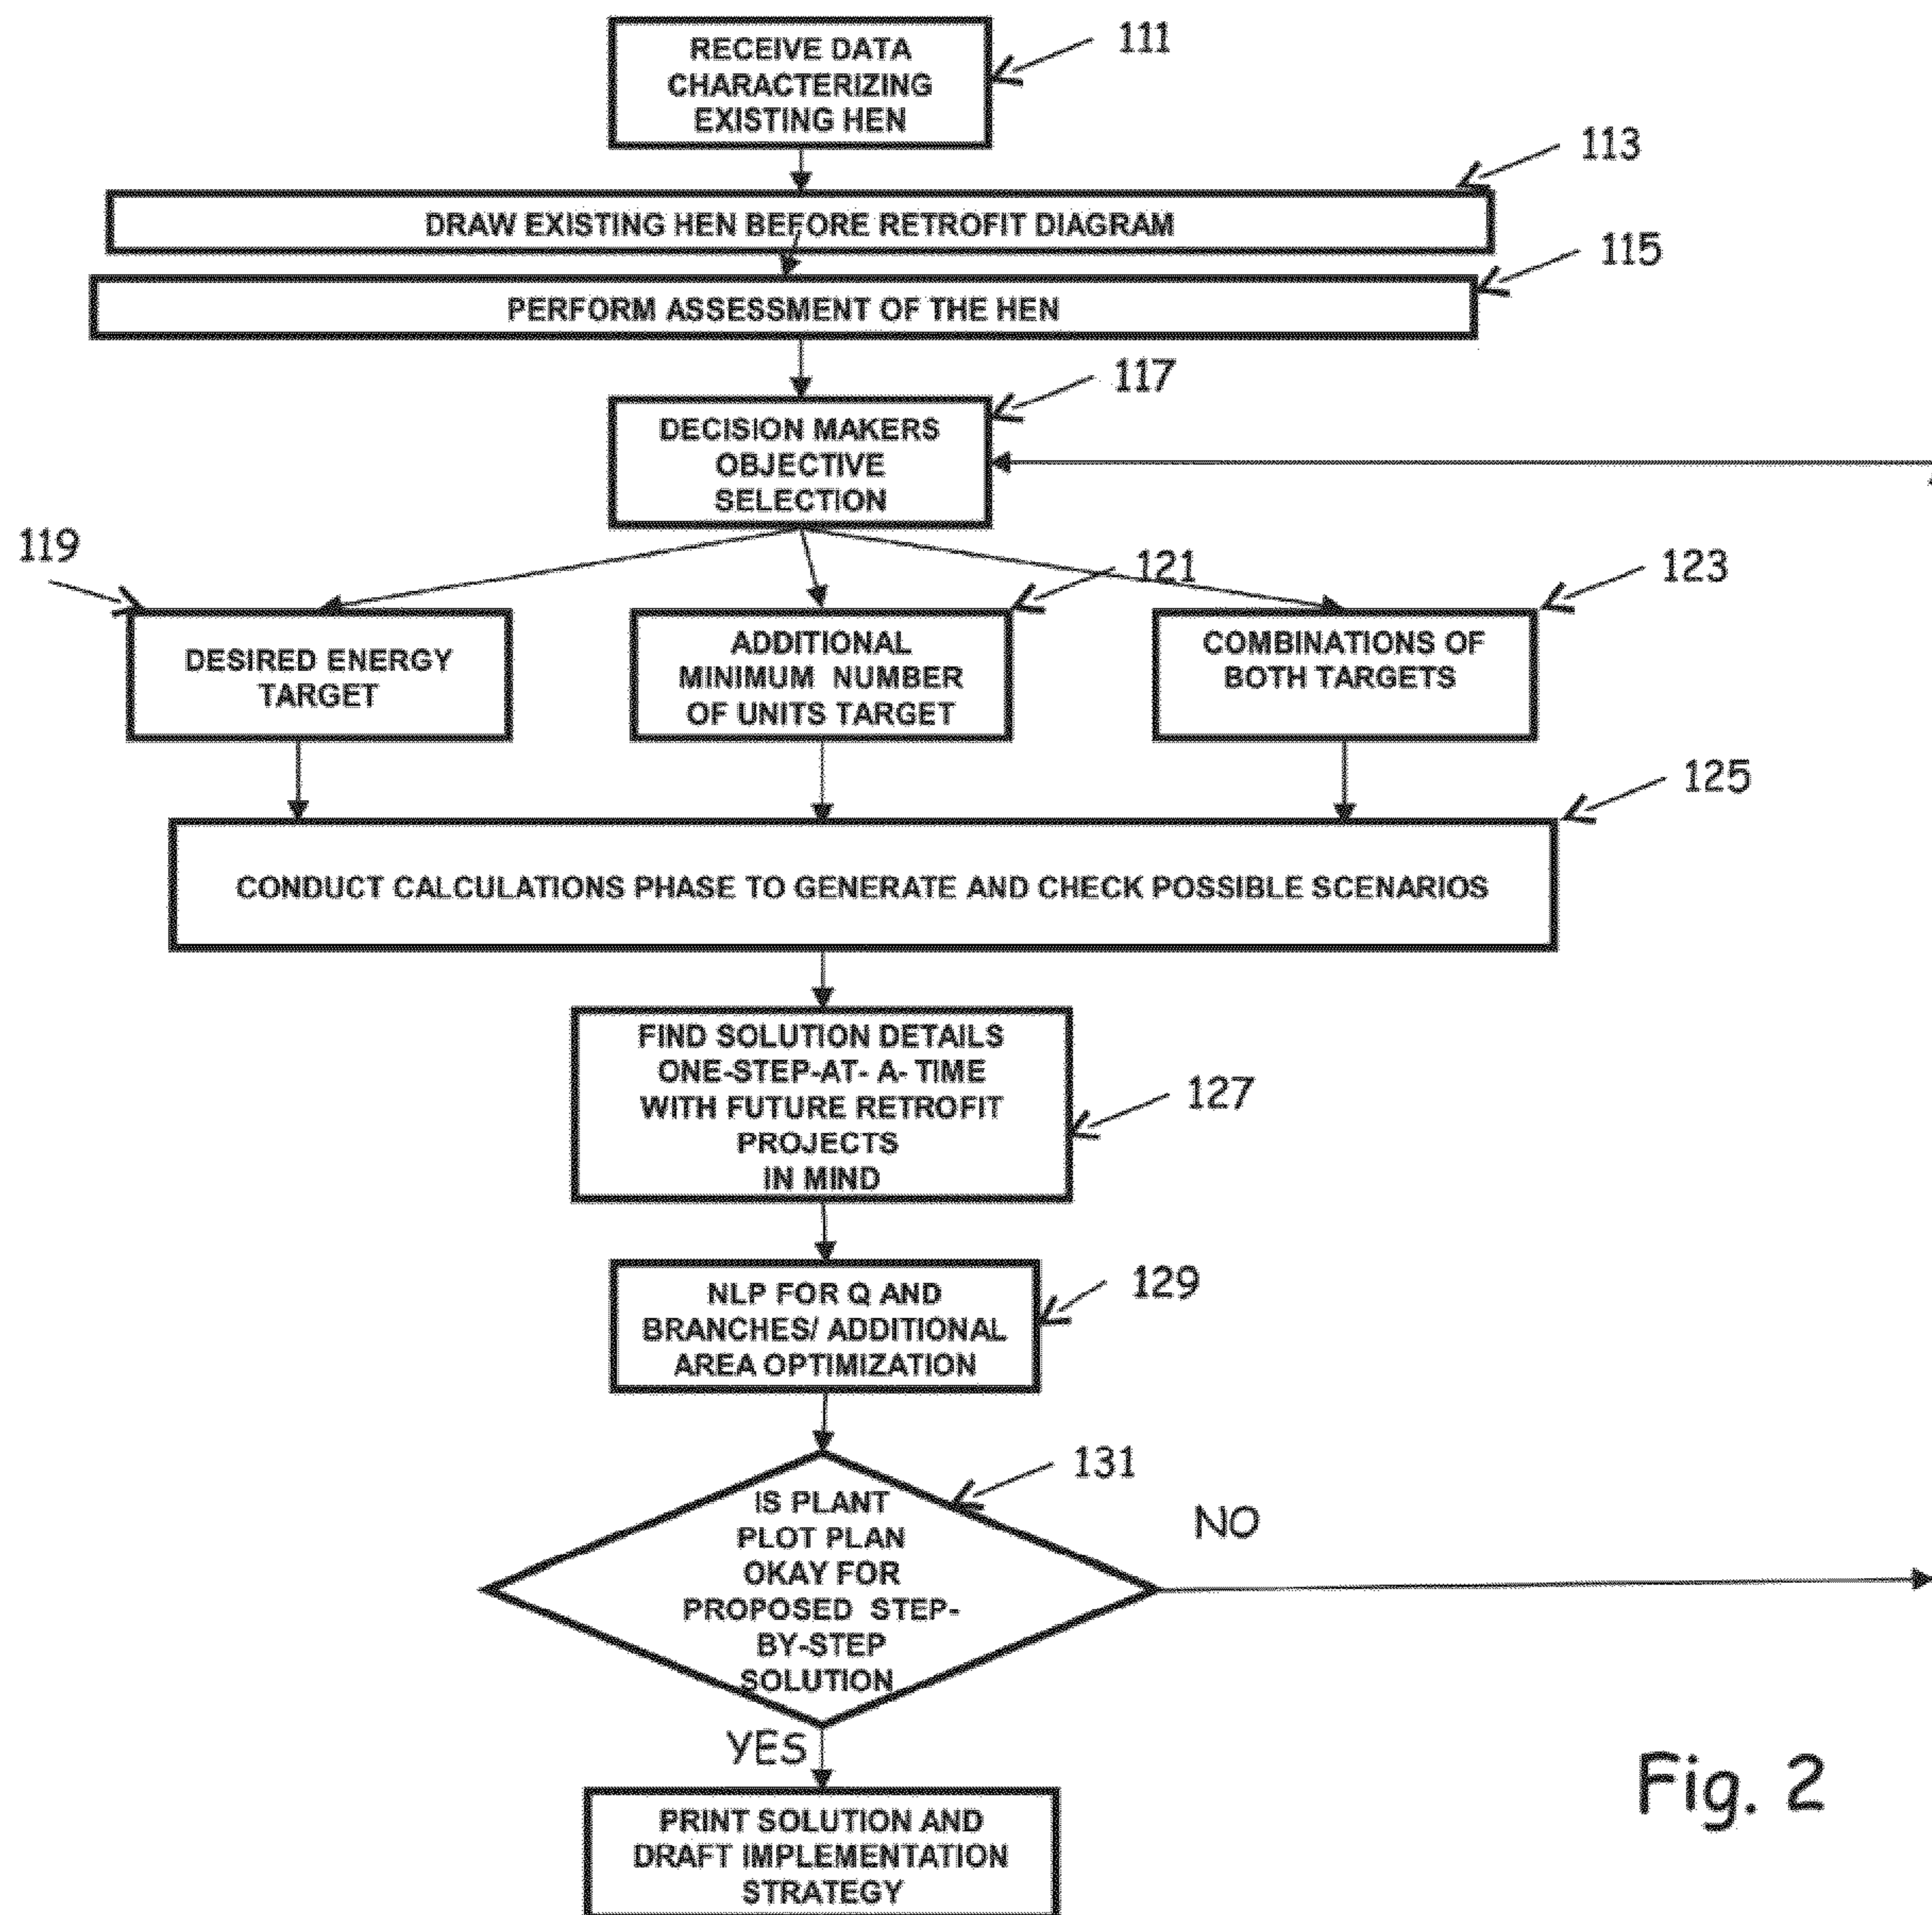 RECEIVE DATA
CHARACTERIZING
EXISTING HEN
111
113
DRAW EXISTING HEN BEFORE RETROFIT DIAGRAM
115
PERFORM ASSESSMENT OF THE HEN
117
DECISION MAKERS
OBJECTIVE
SELECTION
119
121
123
DESIRED ENERGY
TARGET
ADDITIONAL
MINIMUM NUMBER
OF UNITS TARGET
COMBINATIONS OF
BOTH TARGETS
125
CONDUCT CALCULATIONS PHASE TO GENERATE AND CHECK POSSIBLE SCENARIOS
FIND SOLUTION DETAILS
ONE-STEP-AT- A- TIME
WITH FUTURE RETROFIT
PROJECTS
IN MIND
127
NLP FOR Q AND
BRANCHES/ ADDITIONAL
AREA OPTIMIZATION
129
131
IS PLANT
PLOT PLAN
OKAY FOR
PROPOSED STEP-
BY-STEP
SOLUTION
NO
YES
PRINT SOLUTION AND
DRAFT IMPLEMENTATION
STRATEGY
Fig. 2